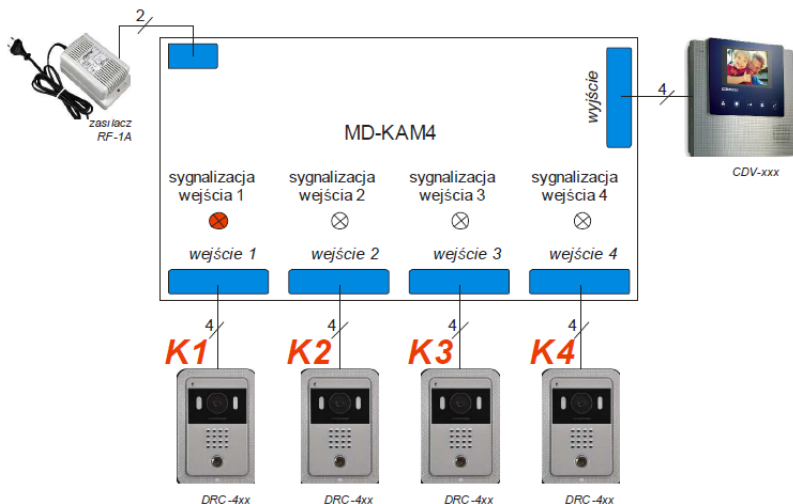 2
zasilacz
RF-1A
MD-KAM4
wyjście
4
CDV-xxx
sygnalizacja
wejścia 1
sygnalizacja
wejścia 2
sygnalizacja
wejścia 3
sygnalizacja
wejścia 4
wejście 1
wejście 2
wejście 3
wejście 4
4
4
4
4
K1
K2
K3
K4
DRC-4xx
DRC-4xx
DRC-4xx
DRC-4xx